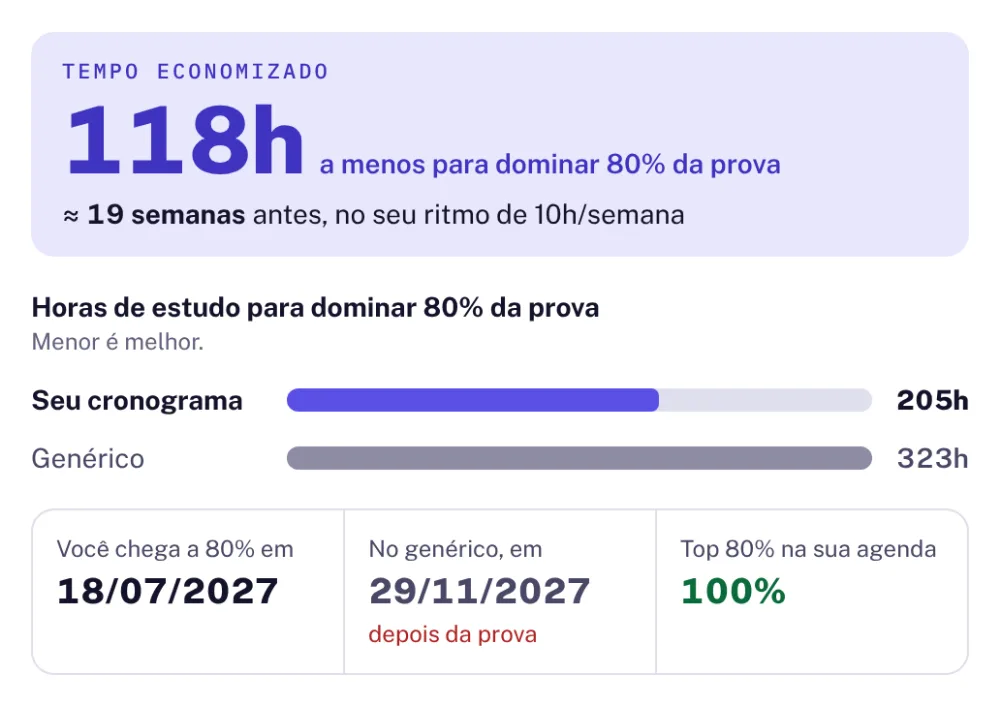 TEMPO ECONOMIZADO
118h a menos para dominar 80% da prova
≈ 19 semanas antes, no seu ritmo de 10h/semana
Horas de estudo para dominar 80% da prova
Menor é melhor.
Seu cronograma 205h
Genérico 323h
Você chega a 80% em
18/07/2027
No genérico, em
29/11/2027
depois da prova
Top 80% na sua agenda
100%